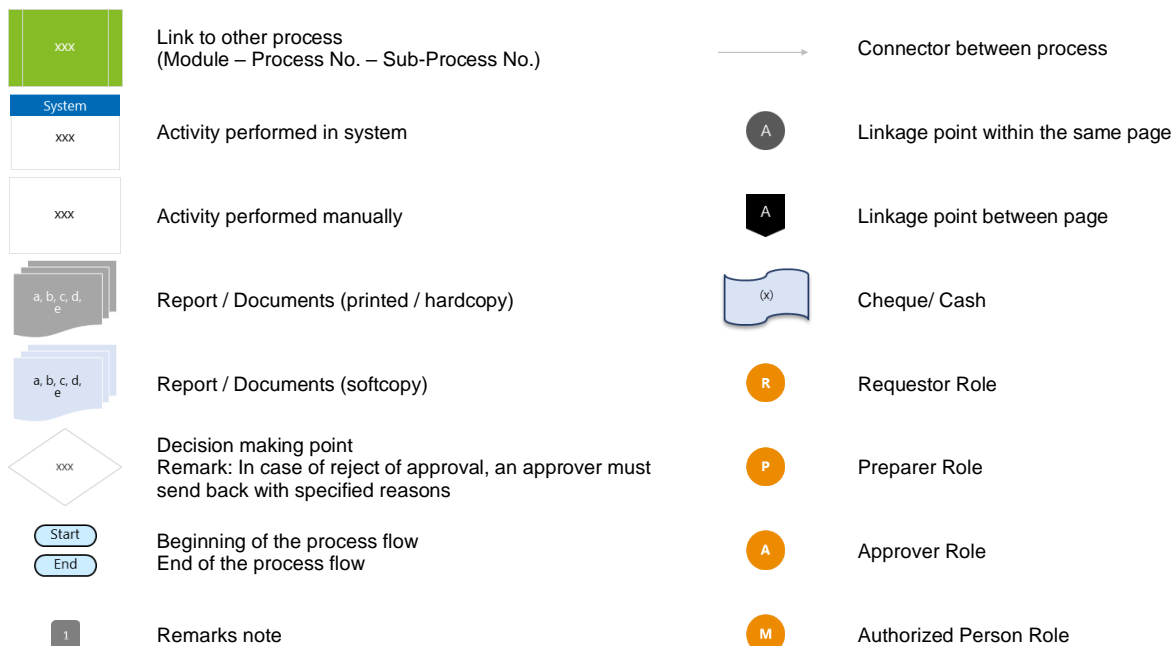 xxx
Link to other process
(Module – Process No. – Sub-Process No.)
Connector between process
System
xxx
Activity performed in system
A
Linkage point within the same page
xxx
Activity performed manually
A
Linkage point between page
a, b, c, d,
e
Report / Documents (printed / hardcopy)
(x)
Cheque/ Cash
a, b, c, d,
e
Report / Documents (softcopy)
R
Requestor Role
xxx
Decision making point
Remark: In case of reject of approval, an approver must
send back with specified reasons
P
Preparer Role
Start
End
Beginning of the process flow
End of the process flow
A
Approver Role
1
Remarks note
M
Authorized Person Role